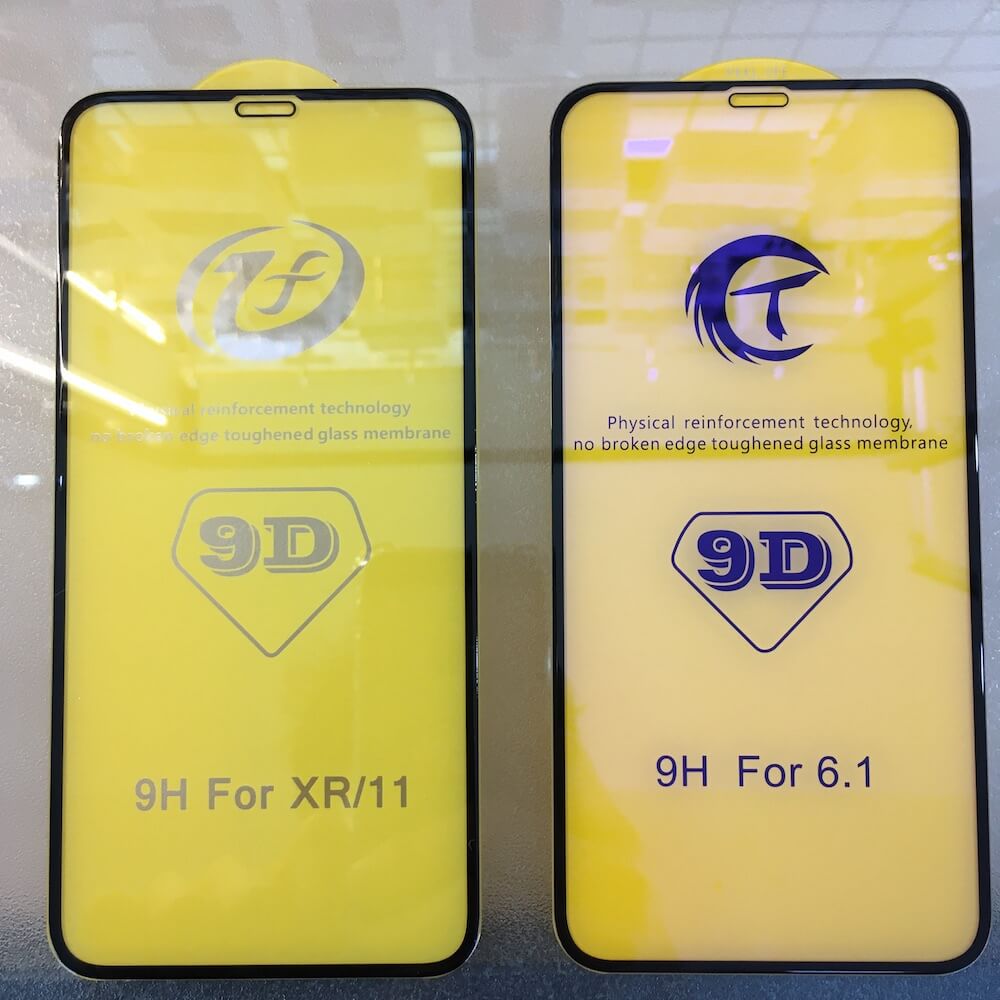 reinforcement technology
no broken edge toughened glass membrane
9D
9H For XR/11
T
Physical reinforcement technology,
no broken edge toughened glass membrane
9D
9H For 6.1